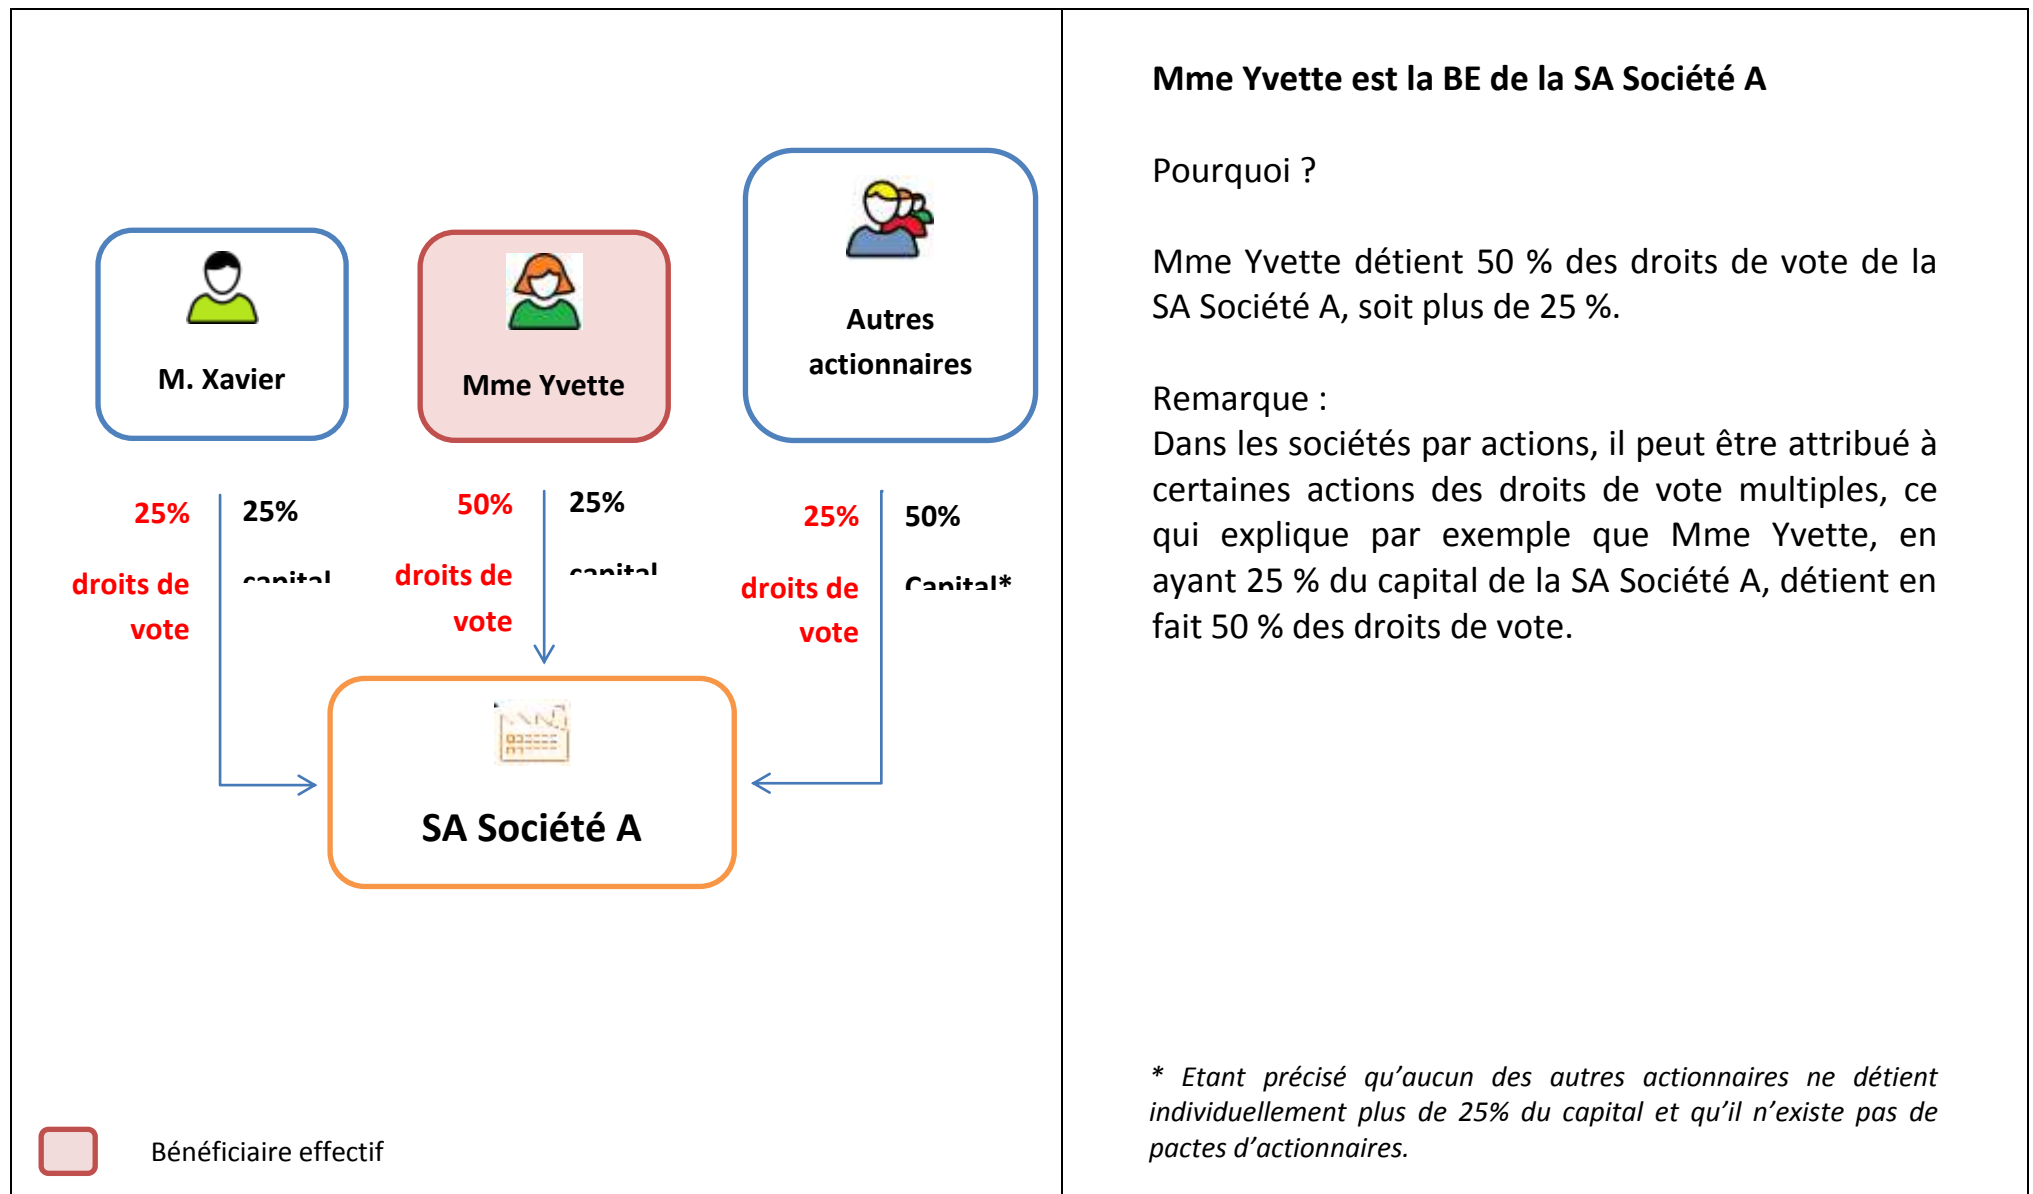 M. Xavier
Mme Yvette
Autres
actionnaires
25%
droits de
vote
25%
capital
50%
droits de
vote
25%
capital
25%
droits de
vote
50%
Capital*
SA Société A
Bénéficiaire effectif
Mme Yvette est la BE de la SA Société A
Pourquoi ?
Mme Yvette détient 50 % des droits de vote de la
SA Société A, soit plus de 25 %.
Remarque :
Dans les sociétés par actions, il peut être attribué à
certaines actions des droits de vote multiples, ce
qui explique par exemple que Mme Yvette, en
ayant 25 % du capital de la SA Société A, détient en
fait 50 % des droits de vote.
* Etant précisé qu’aucun des autres actionnaires ne détient
individuellement plus de 25% du capital et qu’il n’existe pas de
pactes d’actionnaires.